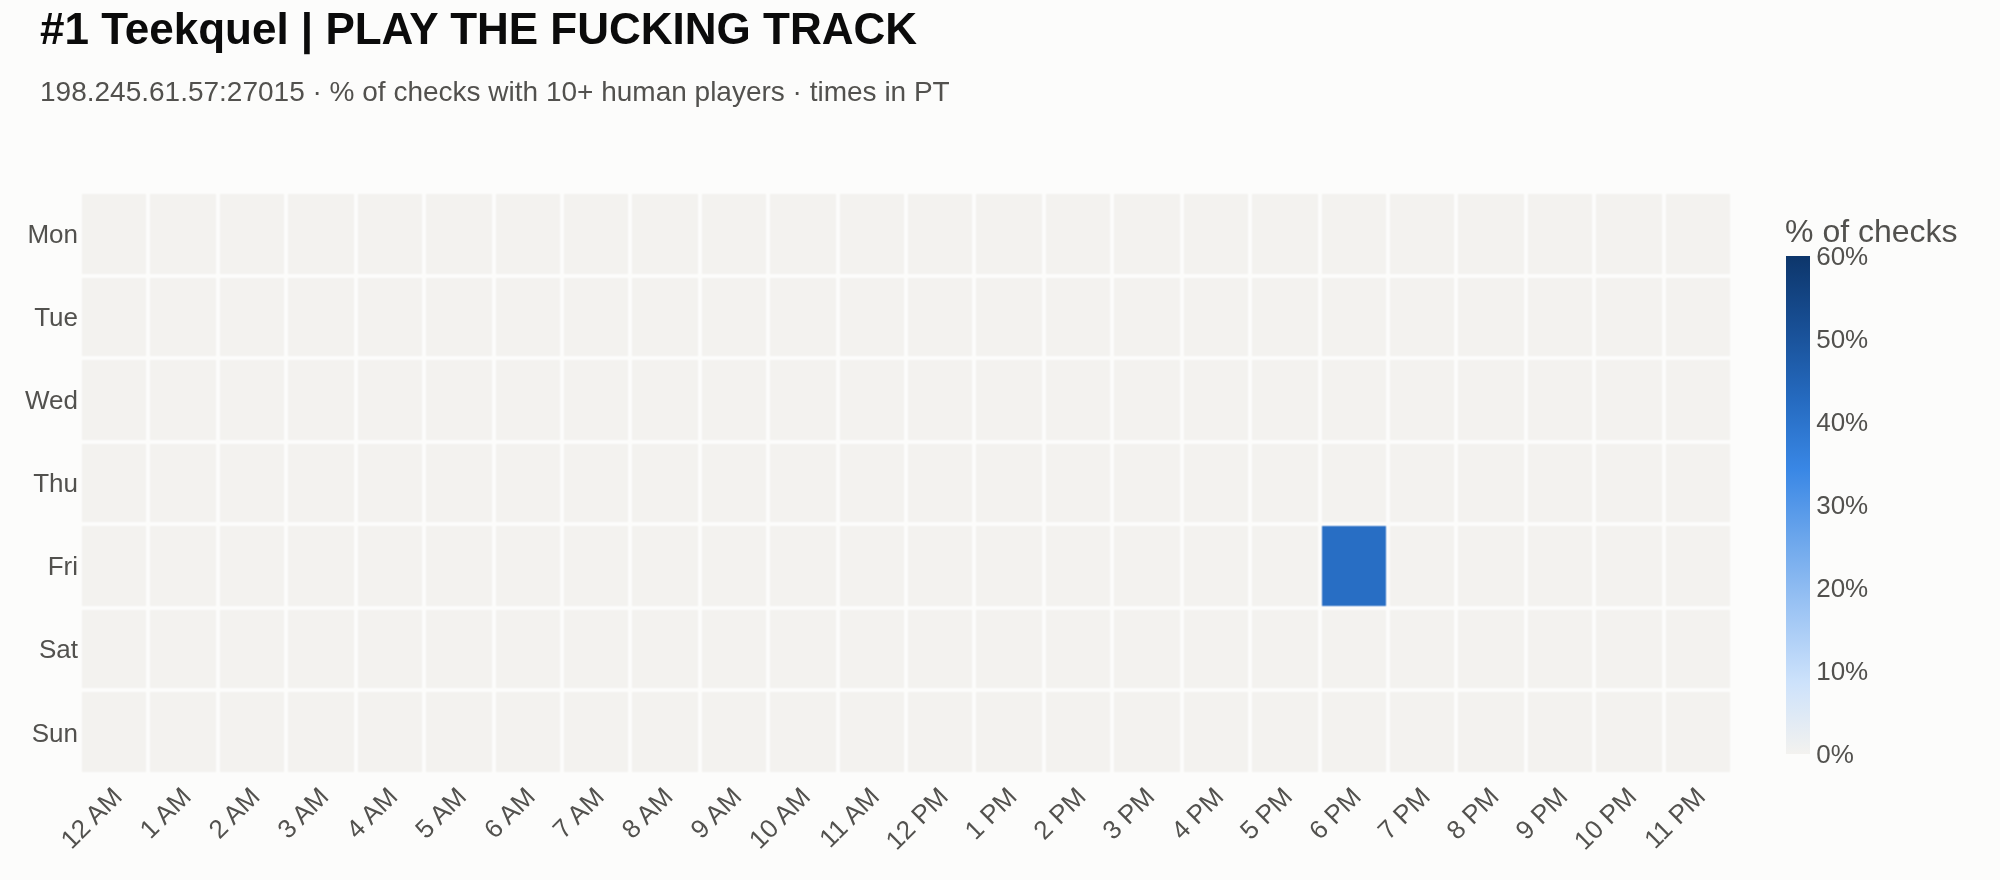 #1 Teekquel | PLAY THE FUCKING TRACK
198.245.61.57:27015 · % of checks with 10+ human players · times in PT
% of checks
60%
50%
40%
30%
20%
10%
0%
Mon
Tue
Wed
Thu
Fri
Sat
Sun
12 AM
1 AM
2 AM
3 AM
4 AM
5 AM
6 AM
7 AM
8 AM
9 AM
10 AM
11 AM
12 PM
1 PM
2 PM
3 PM
4 PM
5 PM
6 PM
7 PM
8 PM
9 PM
10 PM
11 PM